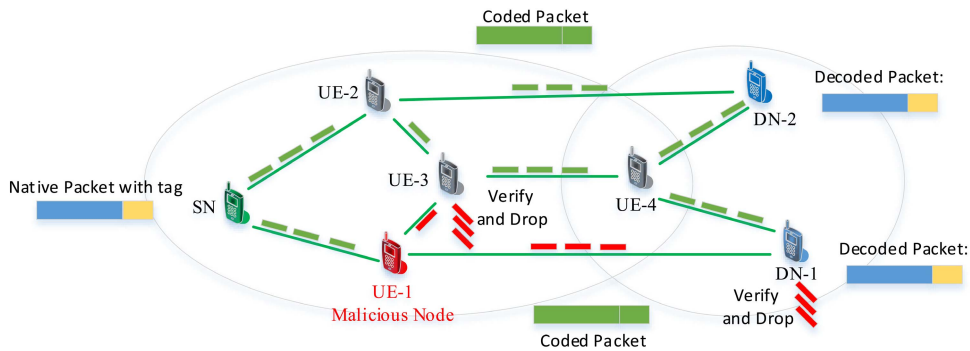 Coded Packet
UE-2
Decoded Packet:
DN-2
UE-3
Native Packet with tag
Verify
and Drop
SN
UE-4
DN-1
Decoded Packet:
UE-1
Malicious Node
Verify
and Drop
Coded Packet